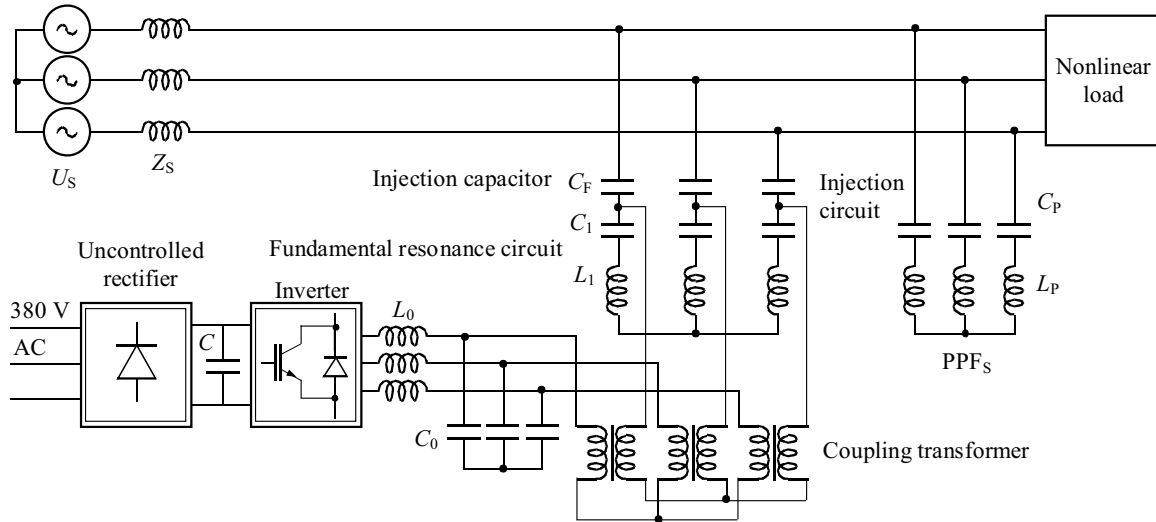 Nonlinear
load
U_S
Z_S
Injection capacitor
C_F
Injection
circuit
C_P
C_1
Fundamental resonance circuit
Uncontrolled
rectifier
Inverter
L_1
L_P
380 V
AC
C
L_0
PPF_S
C_0
Coupling transformer